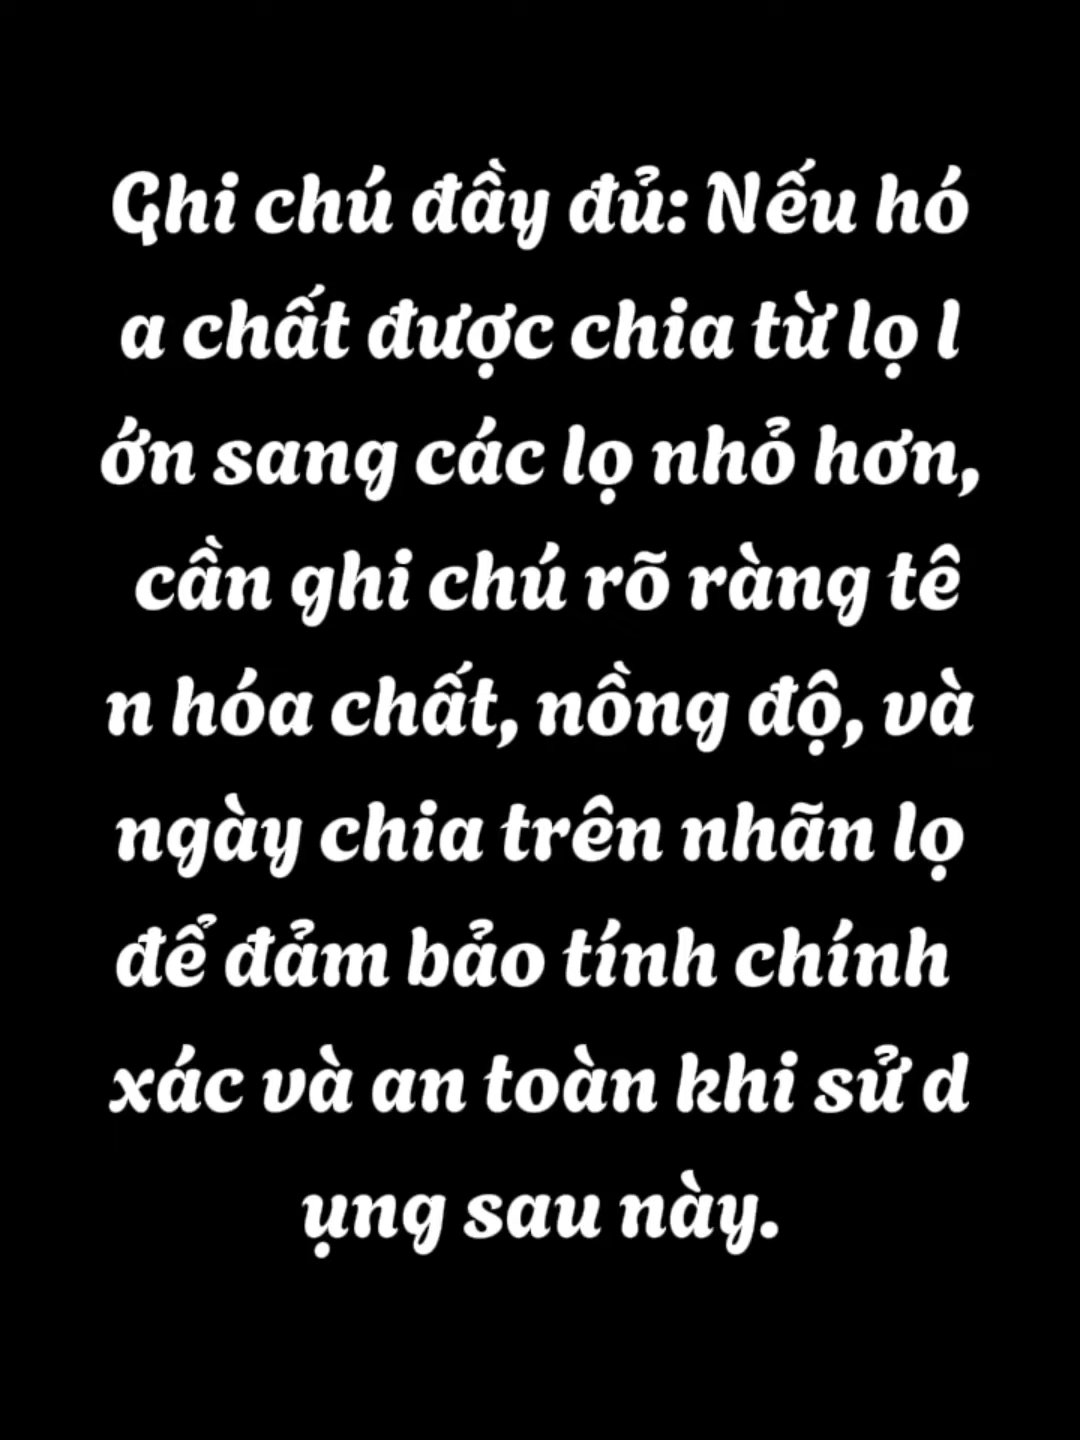 Ghi chú đầy đủ: Nếu hó
a chất được chia từ lọ l
ớn sang các lọ nhỏ hơn,
cần ghi chú rõ ràng tê
n hóa chất, nồng độ, và
ngày chia trên nhãn lọ
để đảm bảo tính chính
xác và an toàn khi sử d
ụng sau này.